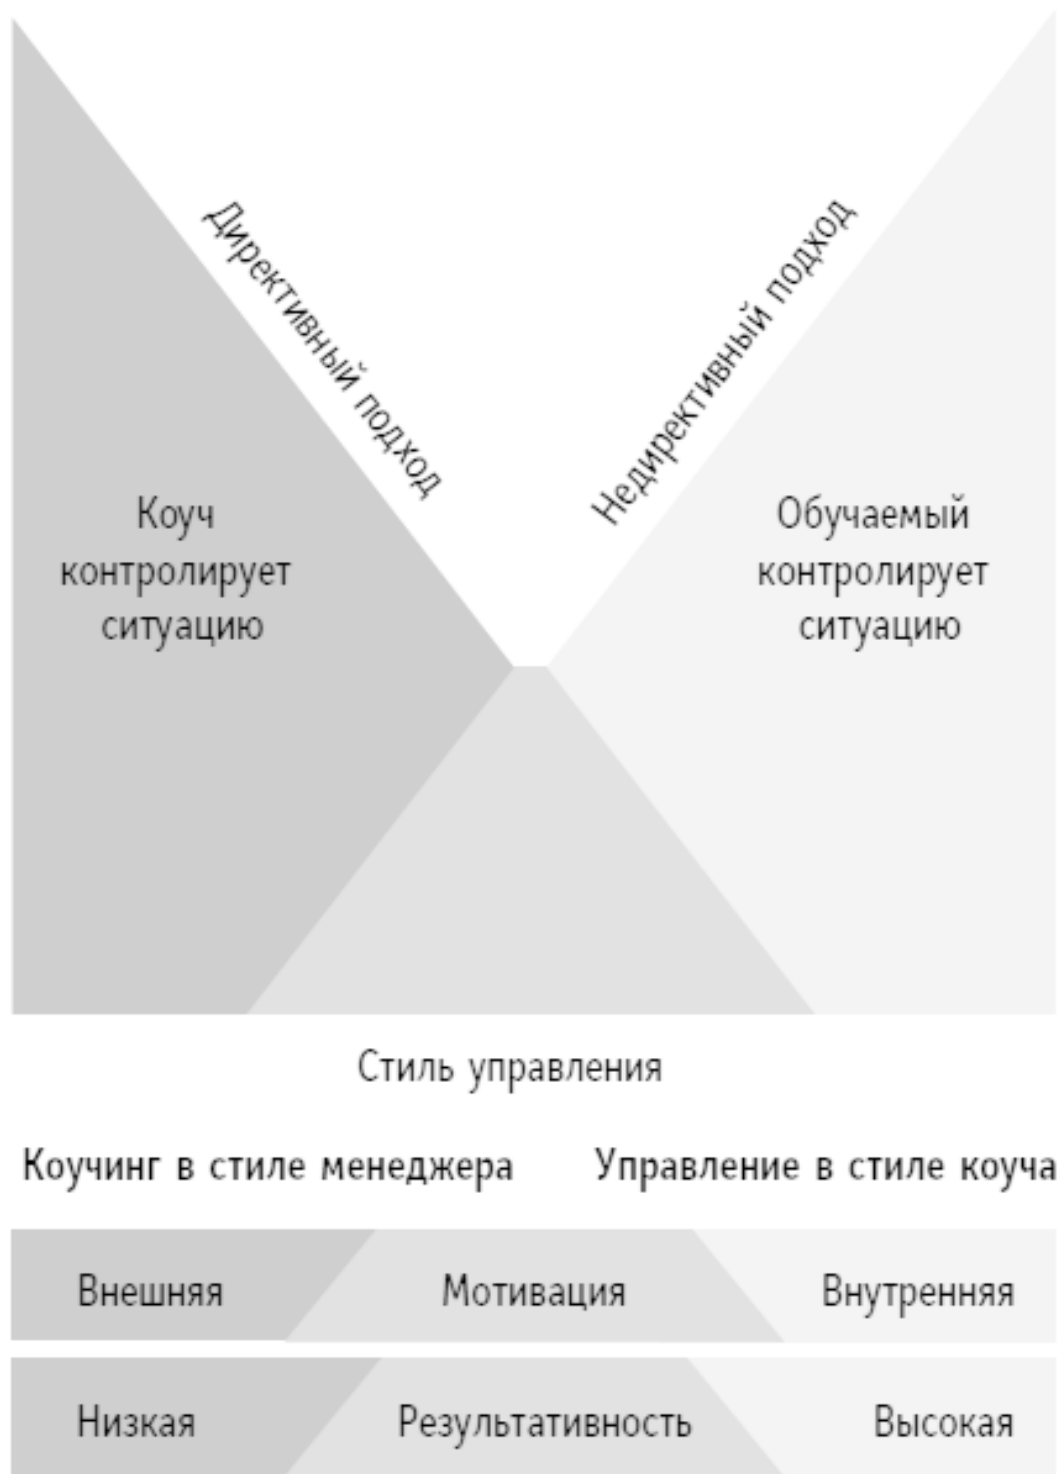 Директивный подход
Недирективный подход
Коуч
контролирует
ситуацию
Обучаемый
контролирует
ситуацию
Стиль управления
Коучинг в стиле менеджера
Управление в стиле коуча
Внешняя
Мотивация
Внутренняя
Низкая
Результативность
Высокая